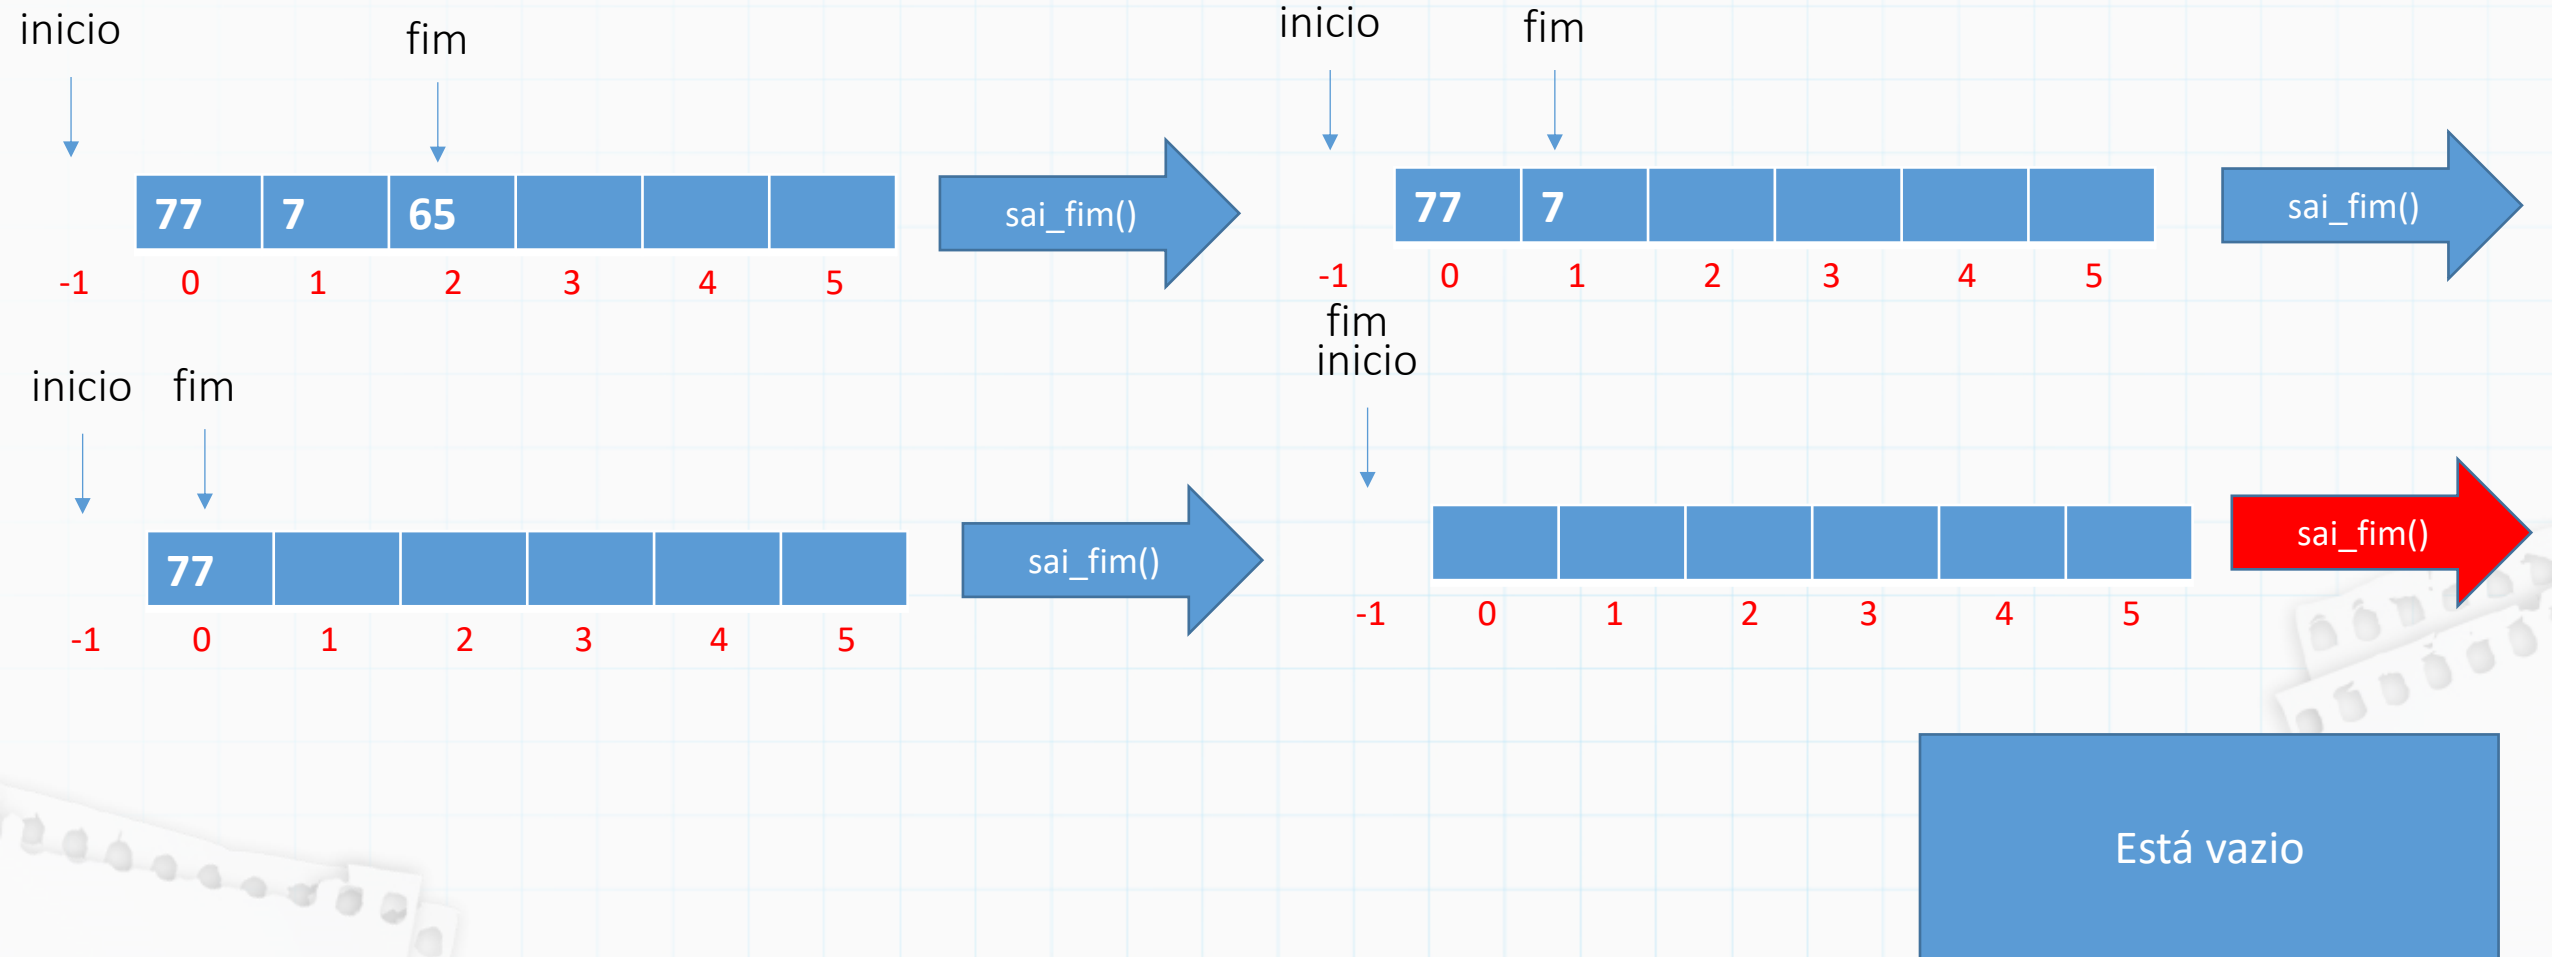 inicio fim
77 7 65
-1 0 1 2 3 4 5
sai_fim()
inicio fim
77 7
-1 0 1 2 3 4 5
sai_fim()
inicio fim
77
-1 0 1 2 3 4 5
sai_fim()
fim
inicio
-1 0 1 2 3 4 5
sai_fim()
Está vazio